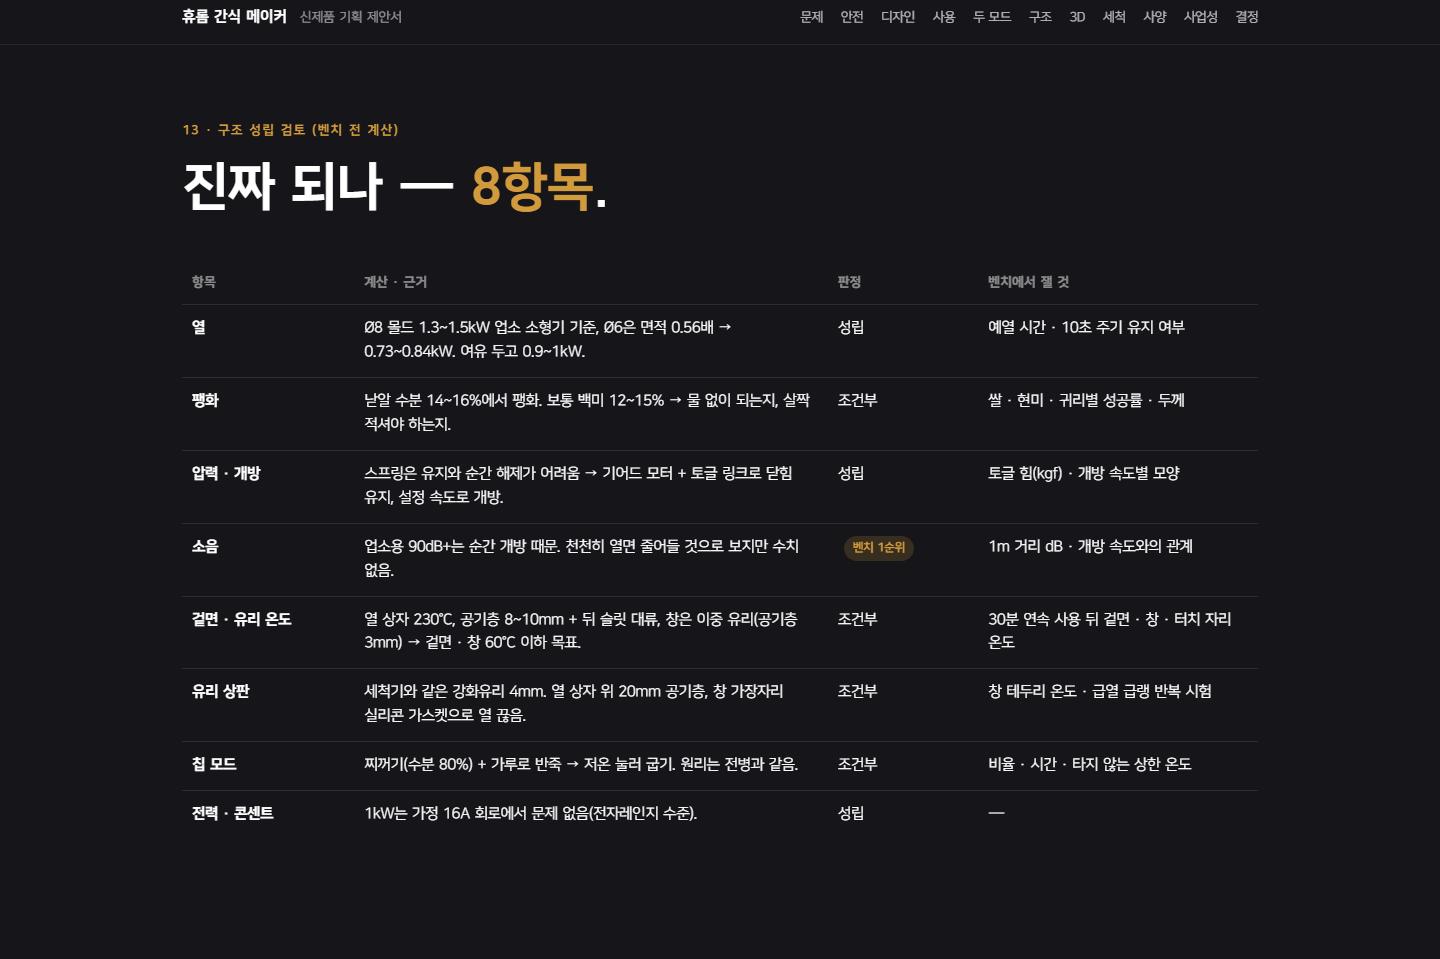 휴롬 간식 메이커 신제품 기획 제안서
문제 안전 디자인 사용 두 모드 구조 3D 세척 사양 사업성 결정
13 · 구조 성립 검토 (벤치 전 계산)
진짜 되나 — 8항목.
항목 계산 · 근거 판정 벤치에서 잴 것
열 Ø8 몰드 1.3~1.5kW 업소 소형기 기준, Ø6은 면적 0.56배 → 성립 예열 시간 · 10초 주기 유지 여부
0.73~0.84kW. 여유 두고 0.9~1kW.
팽화 낟알 수분 14~16%에서 팽화. 보통 백미 12~15% → 물 없이 되는지, 살짝 조건부 쌀 · 현미 · 귀리별 성공률 · 두께
적셔야 하는지.
압력 · 개방 스프링은 유지와 순간 해제가 어려움 → 기어드 모터 + 토글 링크로 닫힘 성립 토글 힘(kgf) · 개방 속도별 모양
유지, 설정 속도로 개방.
소음 업소용 90dB+는 순간 개방 때문. 천천히 열면 줄어들 것으로 보지만 수치 벤치 1순위 1m 거리 dB · 개방 속도와의 관계
없음.
겉면 · 유리 온도 열 상자 230℃, 공기층 8~10mm + 뒤 슬릿 대류, 창은 이중 유리(공기층 조건부 30분 연속 사용 뒤 겉면 · 창 · 터치 자리
3mm) → 겉면 · 창 60℃ 이하 목표. 온도
유리 상판 세척기와 같은 강화유리 4mm. 열 상자 위 20mm 공기층, 창 가장자리 조건부 창 테두리 온도 · 급열 급랭 반복 시험
실리콘 가스켓으로 열 끊음.
칩 모드 찌꺼기(수분 80%) + 가루로 반죽 → 저온 눌러 굽기. 원리는 전병과 같음. 조건부 비율 · 시간 · 타지 않는 상한 온도
전력 · 콘센트 1kW는 가정 16A 회로에서 문제 없음(전자레인지 수준). 성립 —